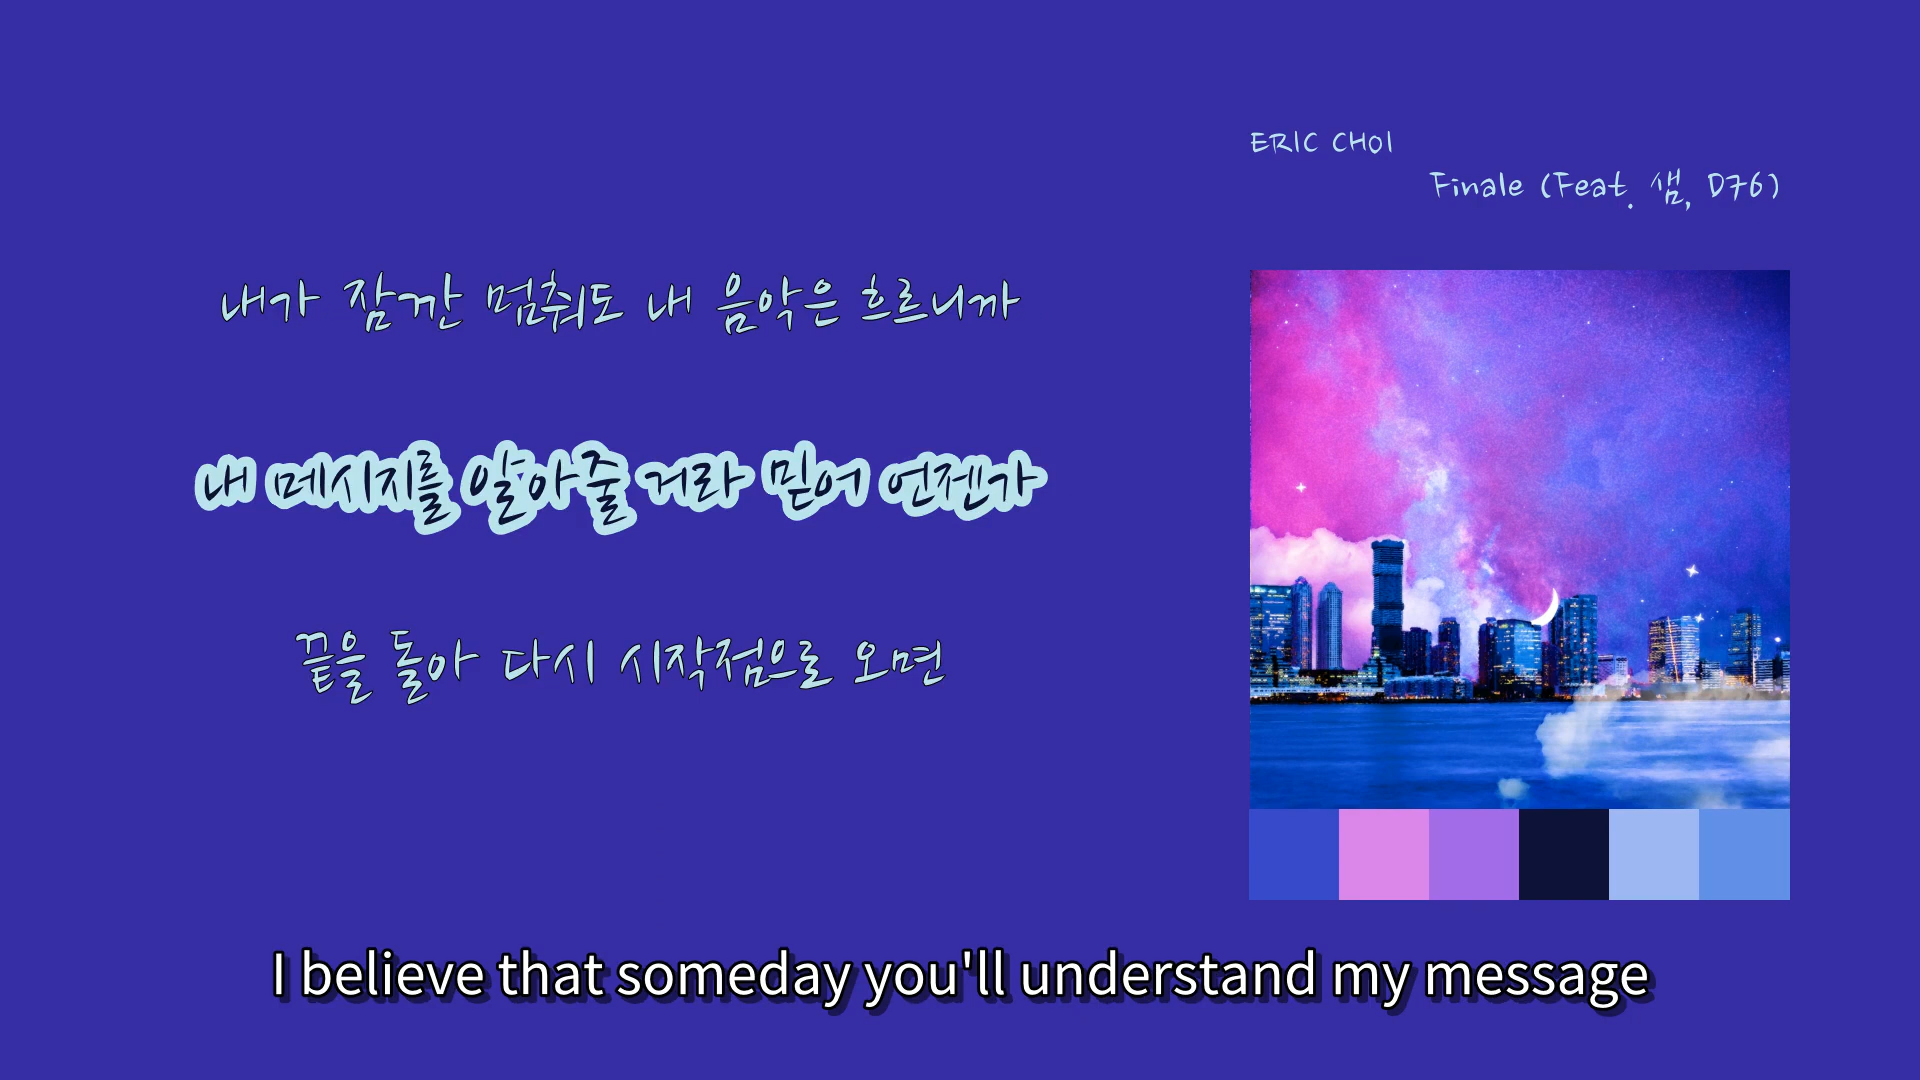 ERIC CHOI
Finale (Feat. 샘, D76)
내가 잠깐 멈춰도 내 음악은 흐르니까
내 메시지를 알아줄 거라 믿어 언젠가
끝을 돌아 다시 시작점으로 오면
I believe that someday you'll understand my message